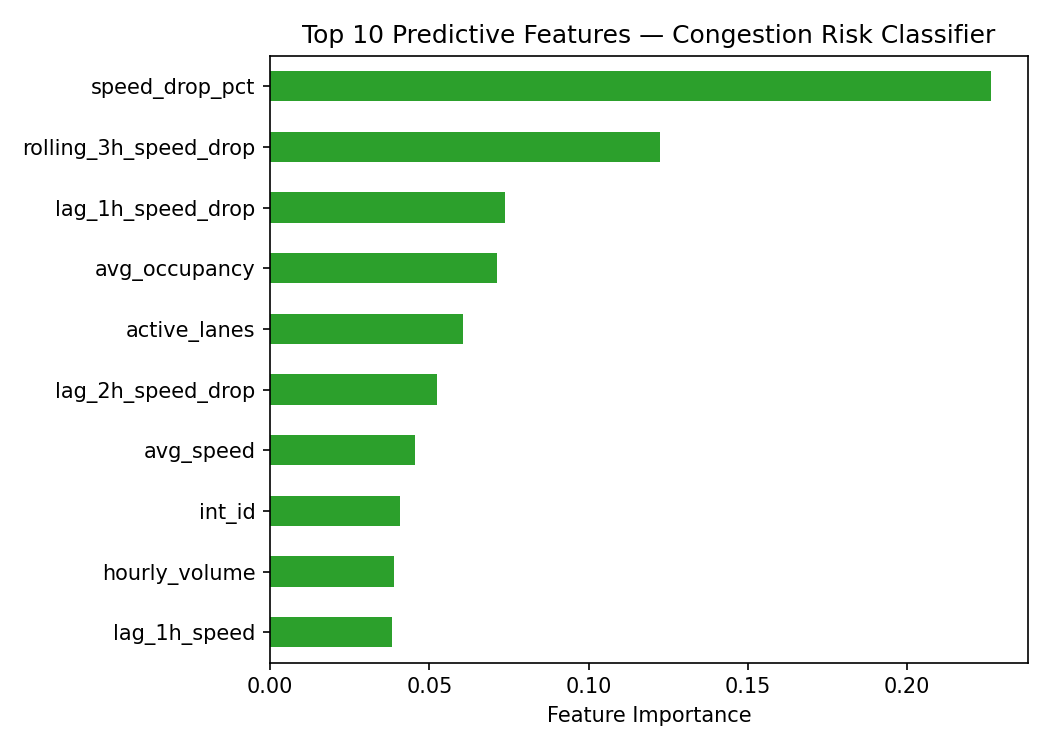 Top 10 Predictive Features — Congestion Risk Classifier
speed_drop_pct
rolling_3h_speed_drop
lag_1h_speed_drop
avg_occupancy
active_lanes
lag_2h_speed_drop
avg_speed
int_id
hourly_volume
lag_1h_speed
0.00 0.05 0.10 0.15 0.20
Feature Importance